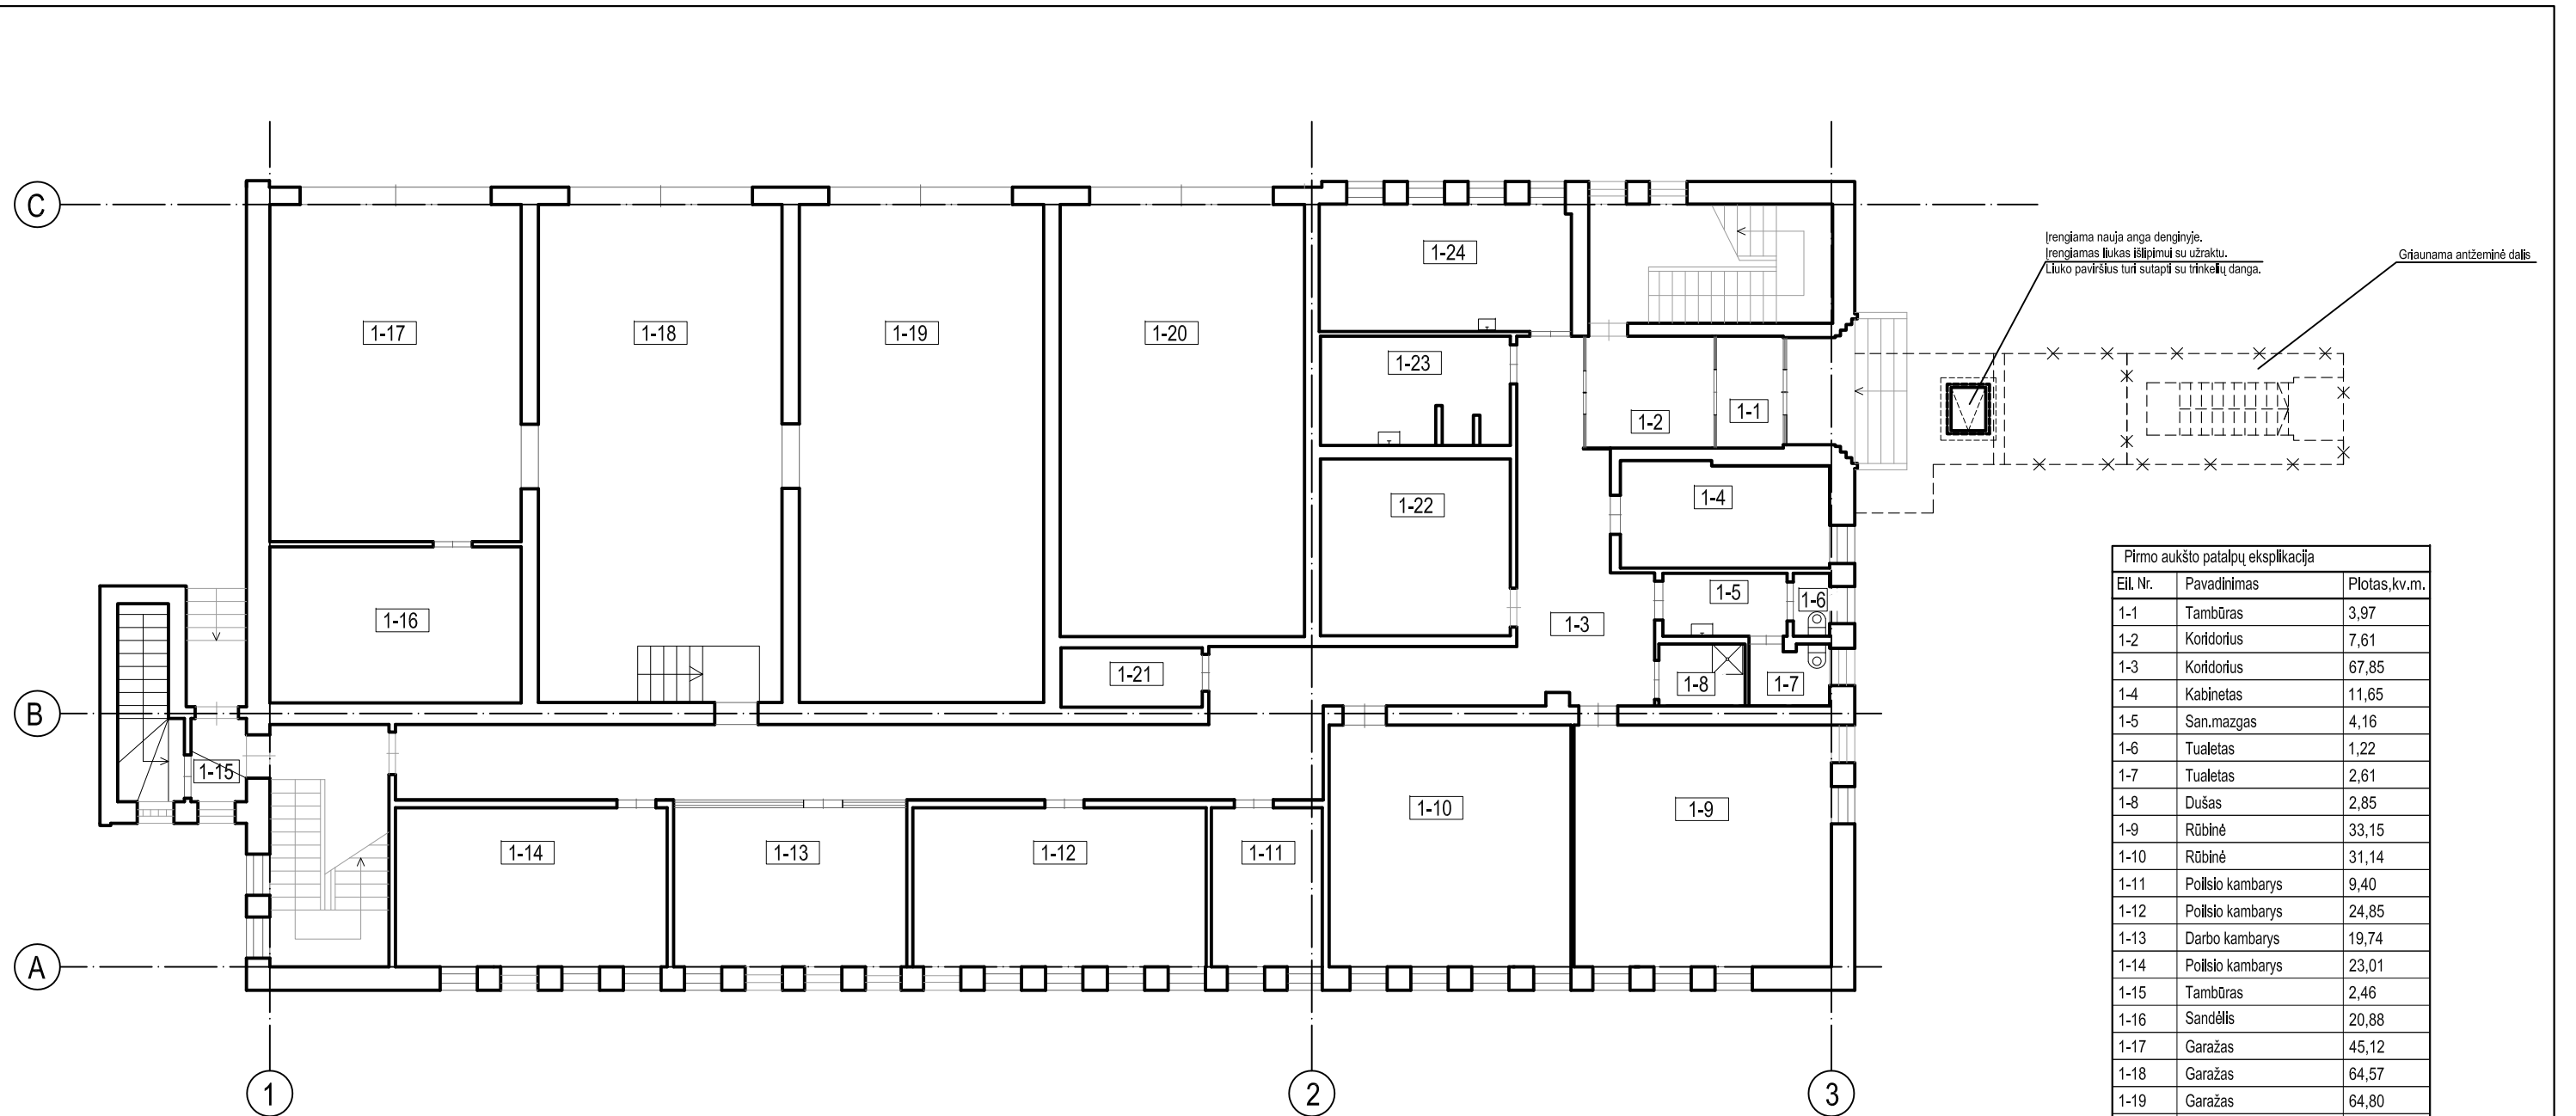 C
Įrengiama nauja anga denginyje.
Įrengiamas liukas išlipimui su užraktu.
Liuko paviršius turi sutapti su trinkelių danga.
Griaunama antžeminė dalis
1-24
1-17
1-18
1-19
1-20
1-23
1-2
1-1
1-22
1-4
1-16
1-3
1-5
1-6
1-21
1-8
1-7
B
1-15
1-14
1-13
1-12
1-11
1-10
1-9
A
1
2
3
Pirmo aukšto patalpų eksplikacija
Eil. Nr. Pavadinimas Plotas,kv.m.
1-1 Tambūras 3,97
1-2 Koridorius 7,61
1-3 Koridorius 67,85
1-4 Kabinetas 11,65
1-5 San.mazgas 4,16
1-6 Tualetas 1,22
1-7 Tualetas 2,61
1-8 Dušas 2,85
1-9 Rūbinė 33,15
1-10 Rūbinė 31,14
1-11 Poilsio kambarys 9,40
1-12 Poilsio kambarys 24,85
1-13 Darbo kambarys 19,74
1-14 Poilsio kambarys 23,01
1-15 Tambūras 2,46
1-16 Sandėlis 20,88
1-17 Garažas 45,12
1-18 Garažas 64,57
1-19 Garažas 64,80